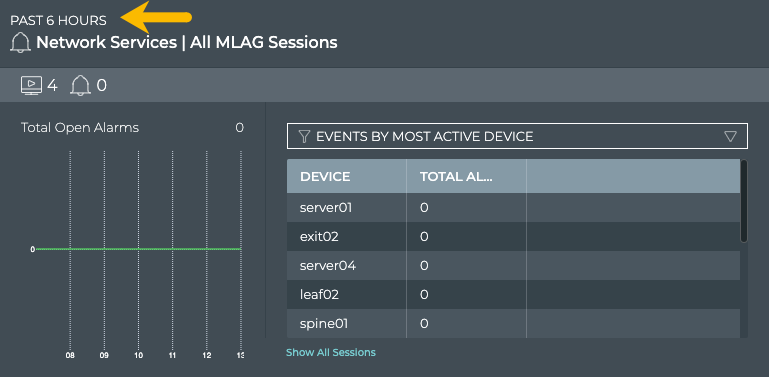 PAST 6 HOURS
Network Services | All MLAG Sessions
4 0
Total Open Alarms 0
0
08 09 10 11 12 13
EVENTS BY MOST ACTIVE DEVICE
DEVICE TOTAL AL...
server01 0
exit02 0
server04 0
leaf02 0
spine01 0
Show All Sessions